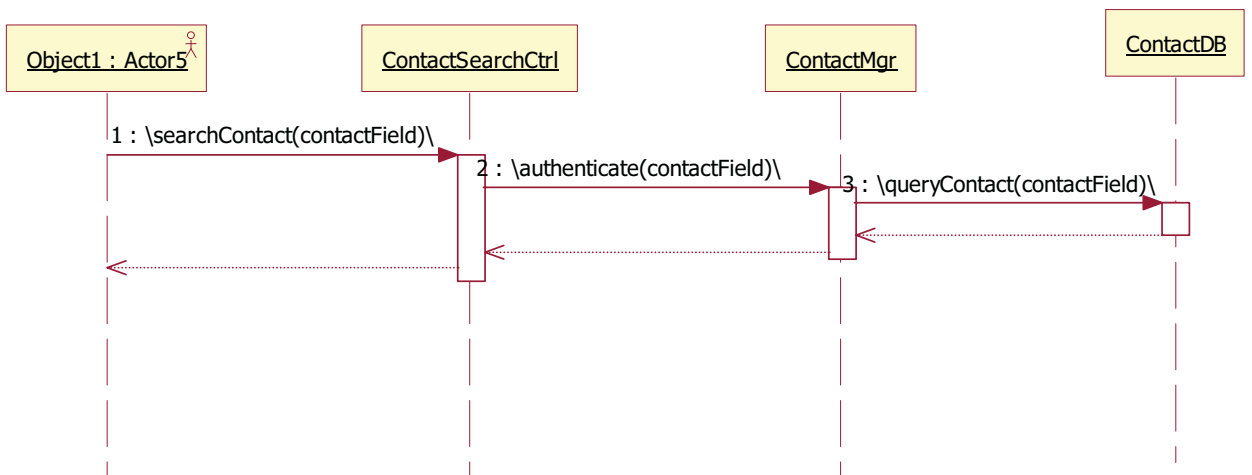 Object1 : Actor5
ContactSearchCtrl
ContactMgr
ContactDB
1 : \searchContact(contactField)\
2 : \authenticate(contactField)\
3 : \queryContact(contactField)\